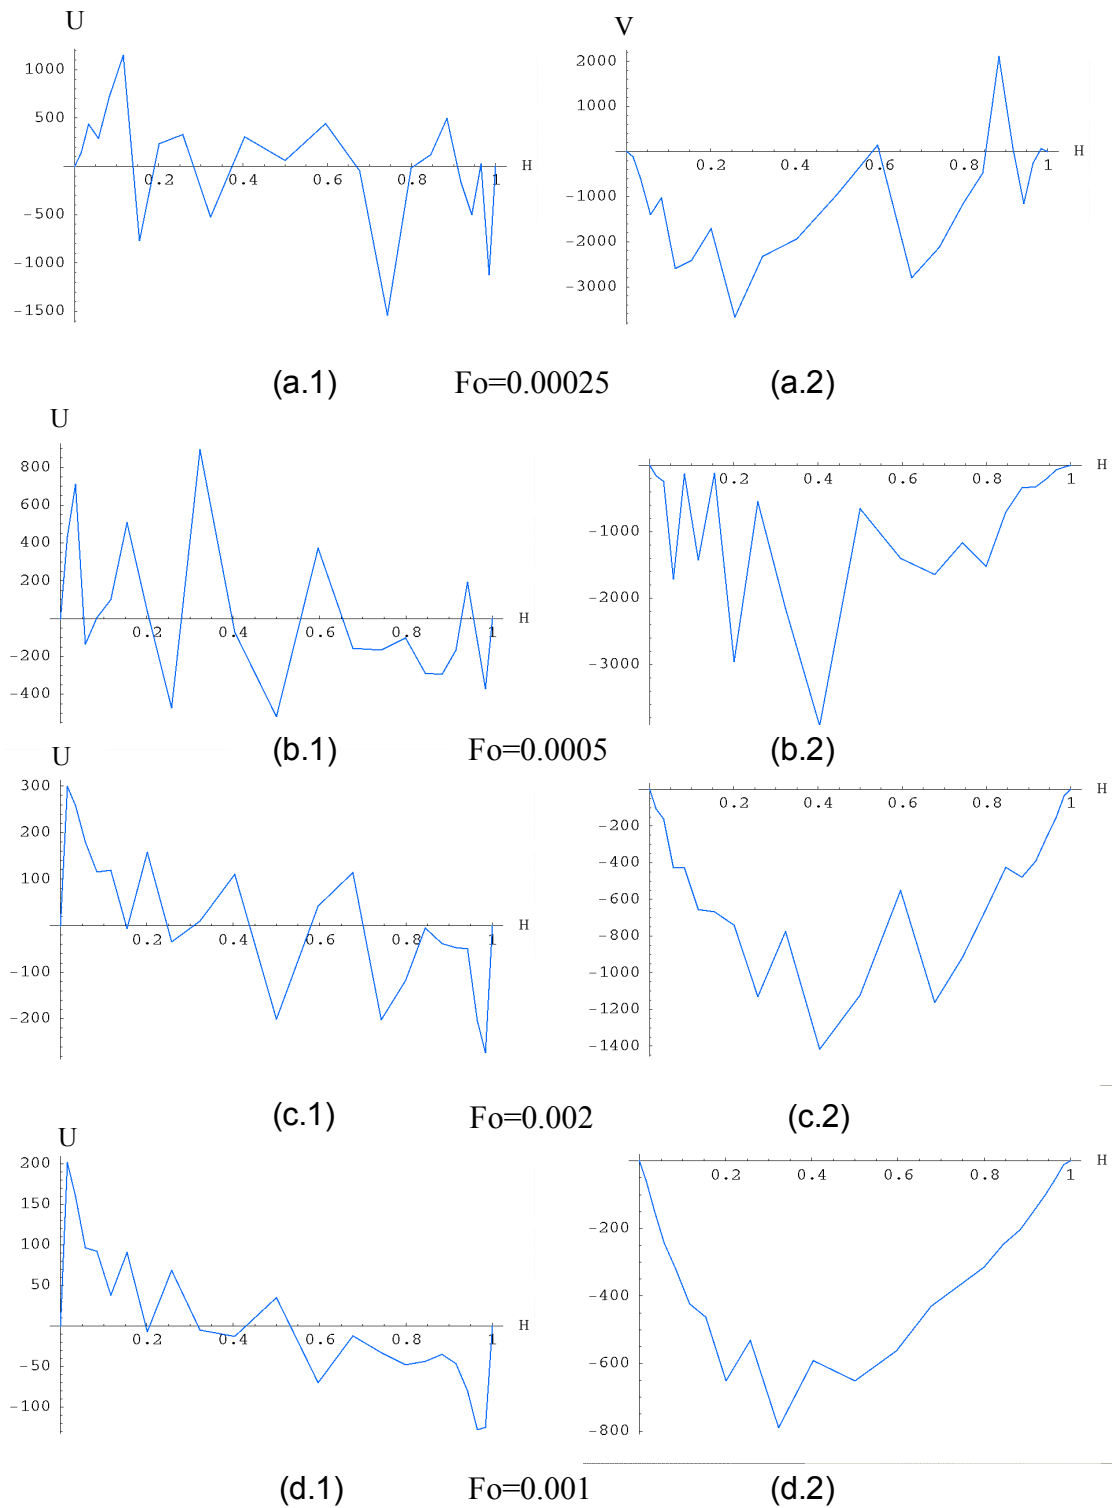 U V
1000
500
-500
-1000
-1500
0.2 0.4 0.6 0.8 1 H
2000
1000
-1000
-2000
-3000
0.2 0.4 0.6 0.8 1 H
(a.1) Fo=0.00025 (a.2)
U
800
600
400
200
-200
-400
0.2 0.4 0.6 0.8 1 H
-1000
-2000
-3000
0.2 0.4 0.6 0.8 1 H
(b.1) Fo=0.0005 (b.2)
U
300
200
100
-100
-200
0.2 0.4 0.6 0.8 1 H
-200
-400
-600
-800
-1000
-1200
-1400
0.2 0.4 0.6 0.8 1 H
(c.1) Fo=0.002 (c.2)
U
200
150
100
50
-50
-100
0.2 0.4 0.6 0.8 1 H
-200
-400
-600
-800
0.2 0.4 0.6 0.8 1 H
(d.1) Fo=0.001 (d.2)